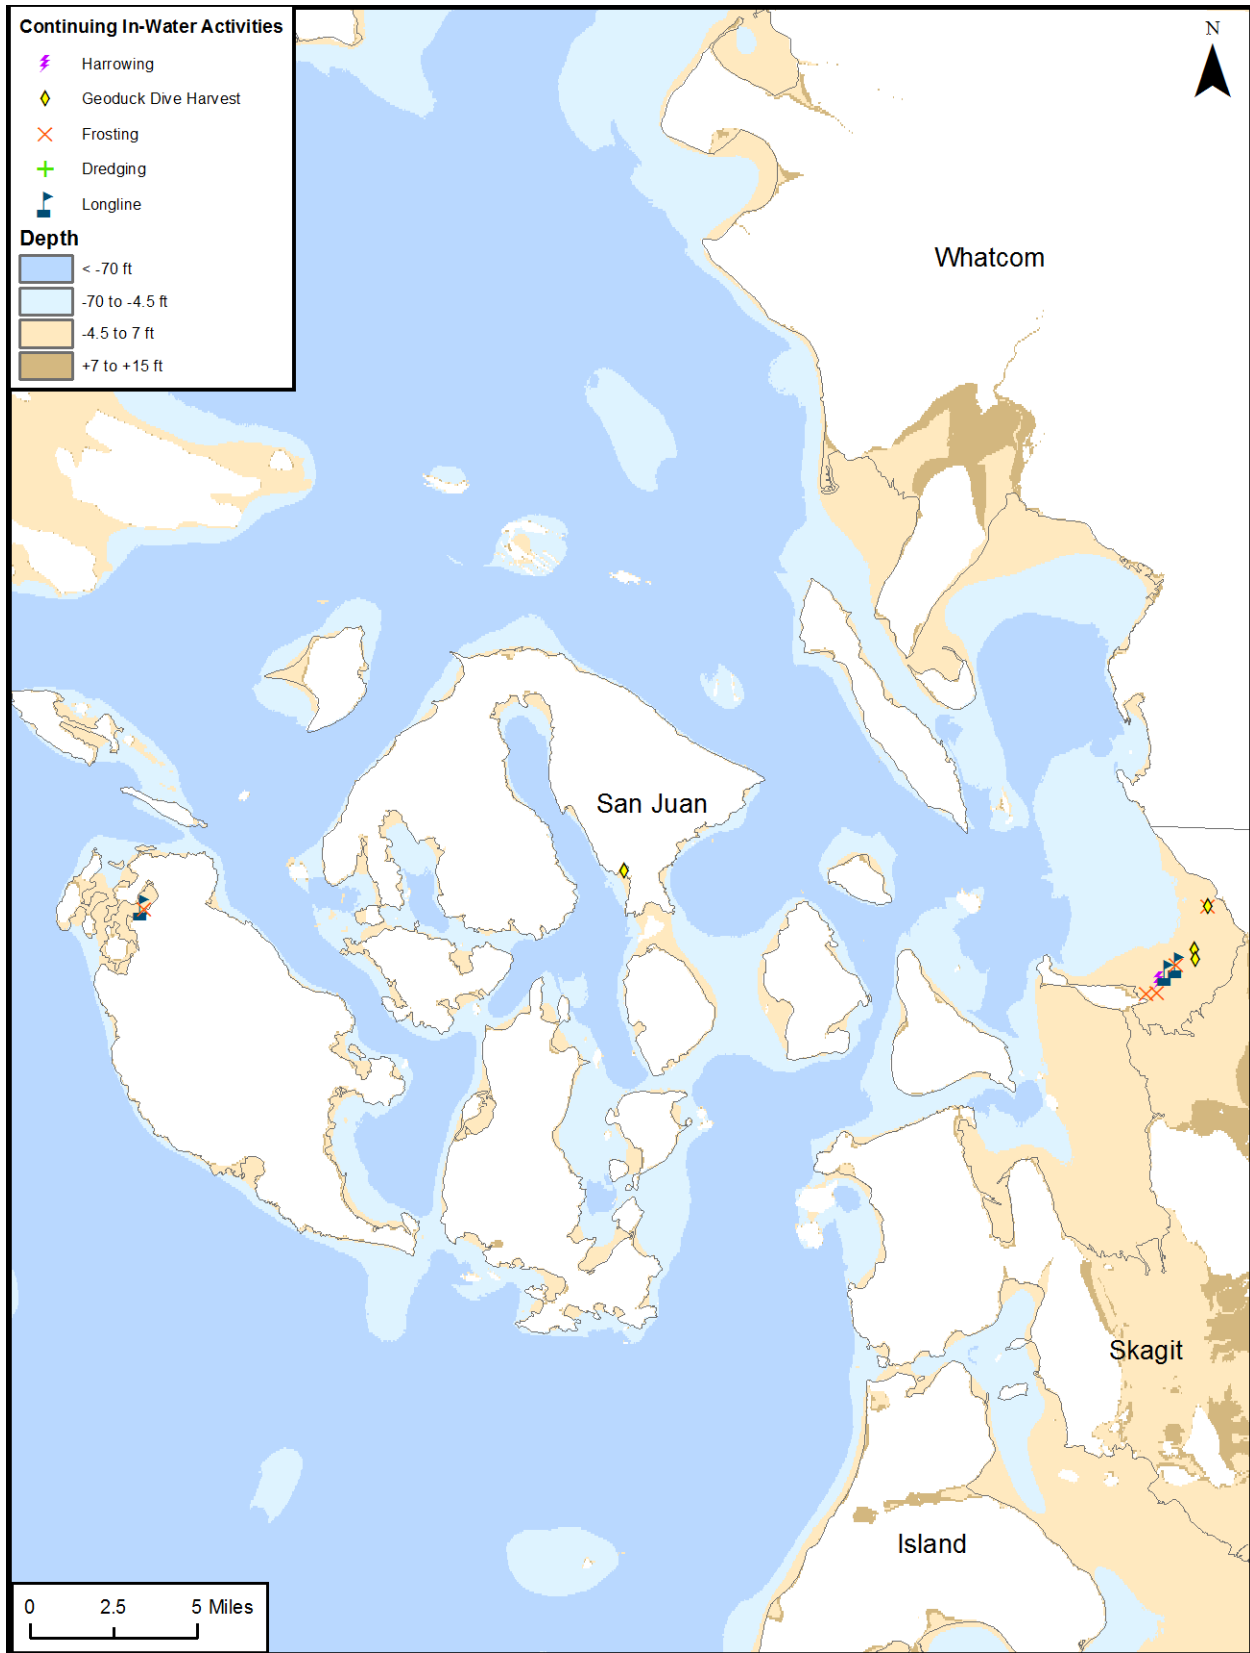 Continuing In-Water Activities
Harrowing
Geoduck Dive Harvest
Frosting
Dredging
Longline
Depth
< -70 ft
-70 to -4.5 ft
-4.5 to 7 ft
+7 to +15 ft
N
Whatcom
San Juan
Skagit
Island
0 2.5 5 Miles